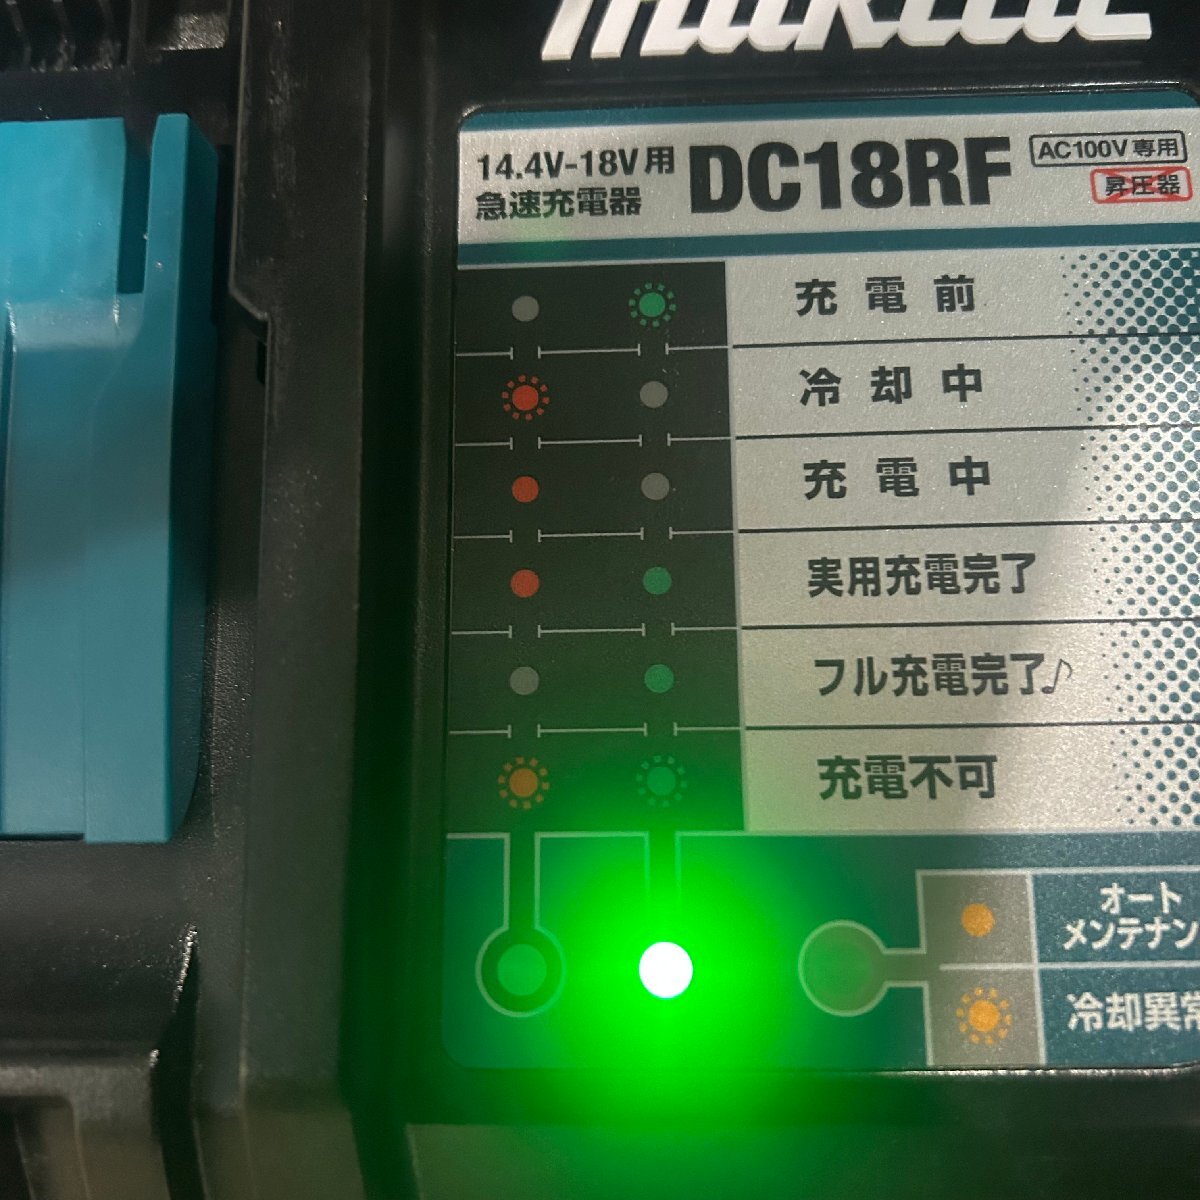 makita
14.4V-18V用
急速充電器
DC18RF
AC100V専用
昇圧器
充電前
冷却中
充電中
実用充電完了
フル充電完了♪
充電不可
オート
メンテナン
冷却異常